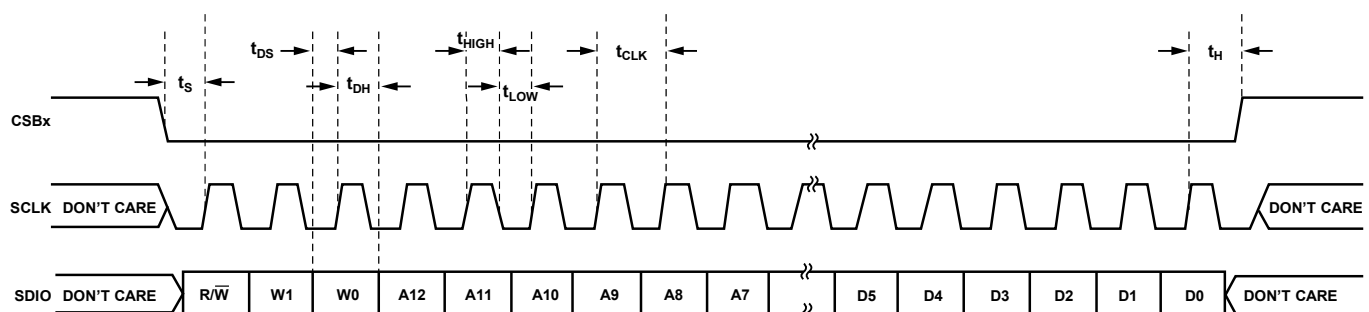 tDS tHIGH tCLK tH
tS tDH tLOW
CSBx
SCLK DON'T CARE DON'T CARE
SDIO DON'T CARE R/W̅ W1 W0 A12 A11 A10 A9 A8 A7 D5 D4 D3 D2 D1 D0 DON'T CARE